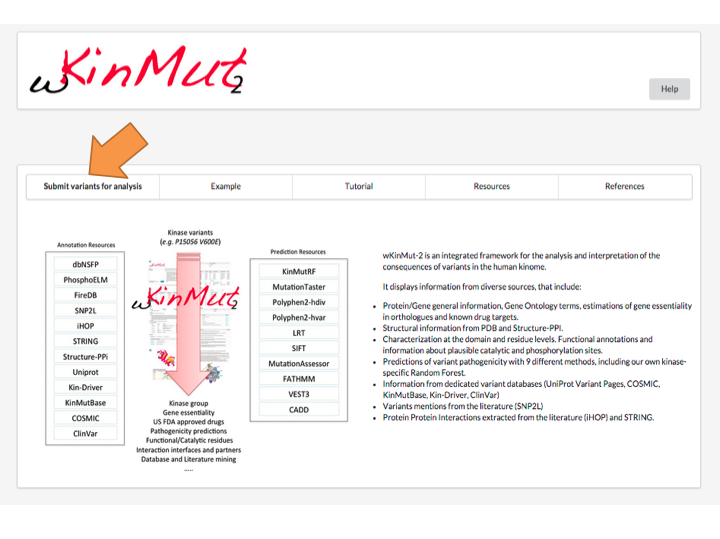 wKinMut2
Help
Submit variants for analysis
Example
Tutorial
Resources
References
Kinase variants
(e.g. P15056 V600E)
Annotation Resources
dbNSFP
PhosphoELM
FireDB
SNP2L
iHOP
STRING
Structure-PPi
Uniprot
Kin-Driver
KinMutBase
COSMIC
ClinVar
wKinMut2
Kinase group
Gene essentiality
US FDA approved drugs
Pathogenicity predictions
Functional/Catalytic residues
Interaction interfaces and partners
Database and Literature mining
.....
Prediction Resources
KinMutRF
MutationTaster
Polyphen2-hdiv
Polyphen2-hvar
LRT
SIFT
MutationAssessor
FATHMM
VEST3
CADD
wKinMut-2 is an integrated framework for the analysis and interpretation of the
consequences of variants in the human kinome.
It displays information from diverse sources, that include:
• Protein/Gene general information, Gene Ontology terms, estimations of gene essentiality
in orthologues and known drug targets.
• Structural information from PDB and Structure-PPI.
• Characterization at the domain and residue levels. Functional annotations and
information about plausible catalytic and phosphorylation sites.
• Predictions of variant pathogenicity with 9 different methods, including our own kinase-
specific Random Forest.
• Information from dedicated variant databases (UniProt Variant Pages, COSMIC,
KinMutBase, Kin-Driver, ClinVar)
• Variants mentions from the literature (SNP2L)
• Protein Protein Interactions extracted from the literature (iHOP) and STRING.